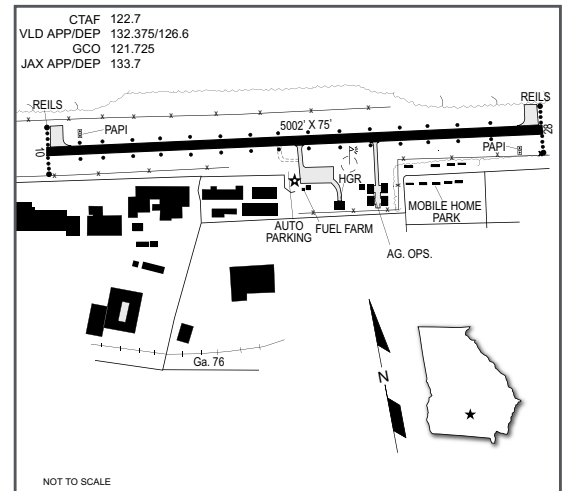 CTAF 122.7
VLD APP/DEP 132.375/126.6
GCO 121.725
JAX APP/DEP 133.7
REILS
REILS
PAPI
5002' X 75'
10
28
PAPI
HGR
MOBILE HOME
PARK
AUTO
PARKING
FUEL FARM
AG. OPS.
N
Ga. 76
NOT TO SCALE